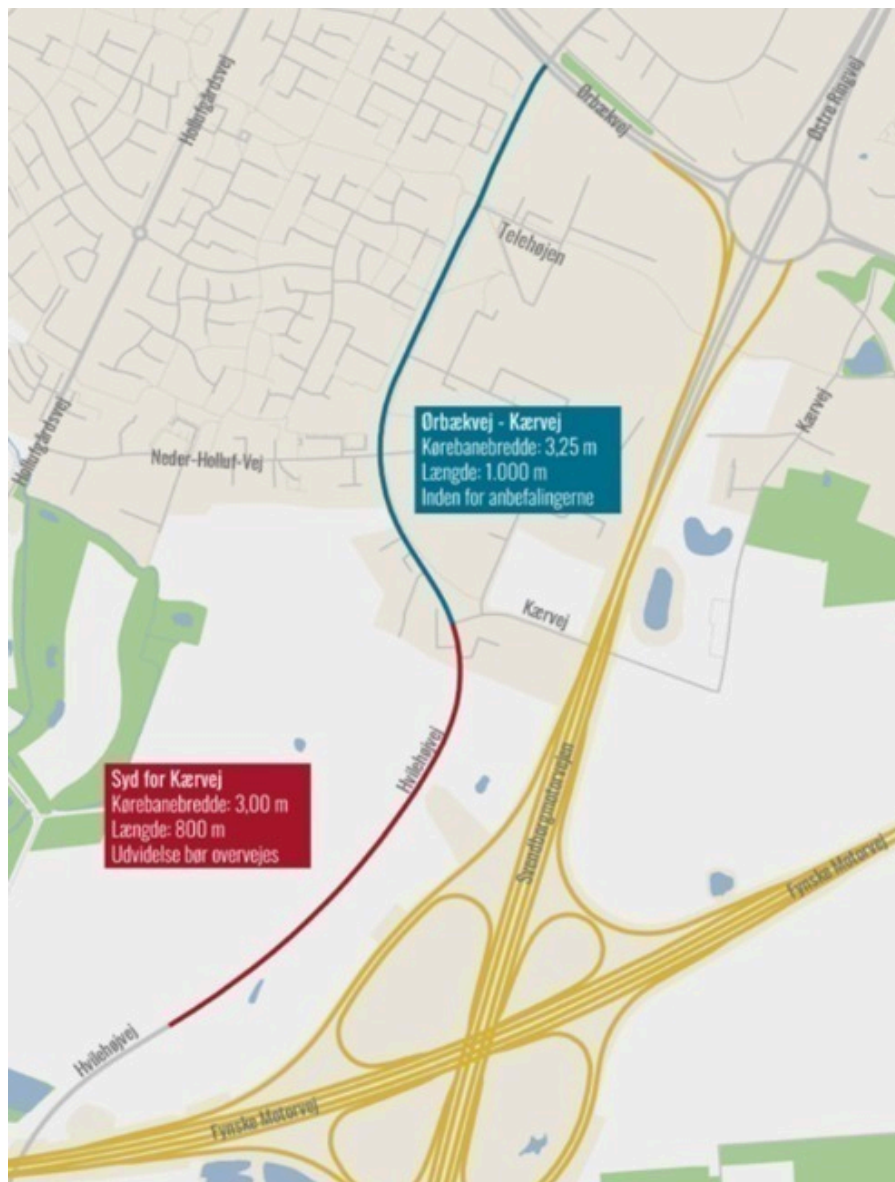 Hollufgårdsvej
Ørbækvej
Østre Ringvej
Telehøjen
Hollufgårdsvej
Neder-Holluf-Vej
Ørbækvej - Kærvej
Kørebanebredde: 3,25 m
Længde: 1.000 m
Inden for anbefalingerne
Kærvej
Kærvej
Hvilehøjvej
Syd for Kærvej
Kørebanebredde: 3,00 m
Længde: 800 m
Udvidelse bør overvejes
Svendborgmotorvejen
Fynske Motorvej
Hvilehøjvej
Fynske Motorvej